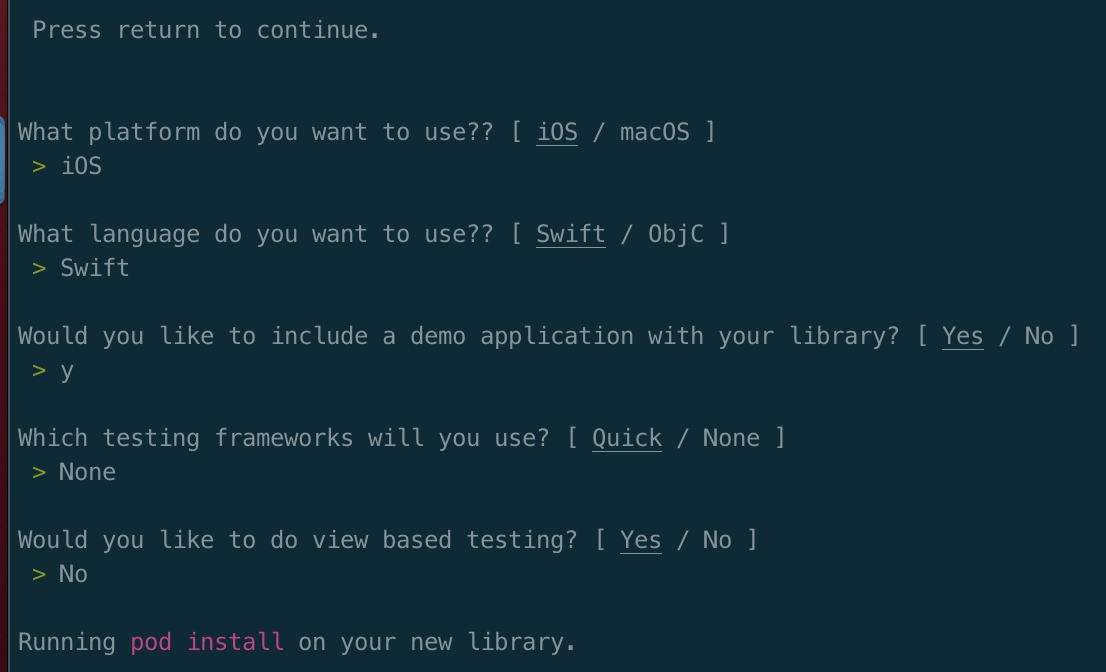 Press return to continue.
What platform do you want to use?? [ iOS / macOS ]
> iOS
What language do you want to use?? [ Swift / ObjC ]
> Swift
Would you like to include a demo application with your library? [ Yes / No ]
> y
Which testing frameworks will you use? [ Quick / None ]
> None
Would you like to do view based testing? [ Yes / No ]
> No
Running pod install on your new library.